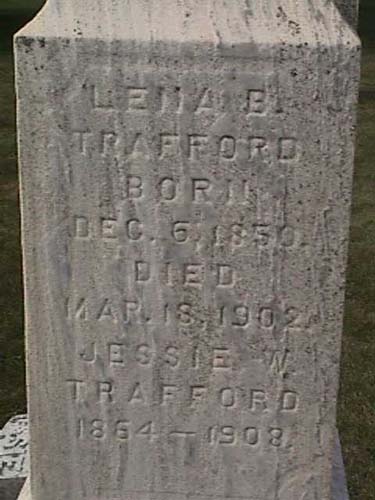 LENA B.
TRAFFORD
BORN
DEC. 6, 1850.
DIED
MAR. 18, 1902.
JESSIE W.
TRAFFORD
1864 — 1908.